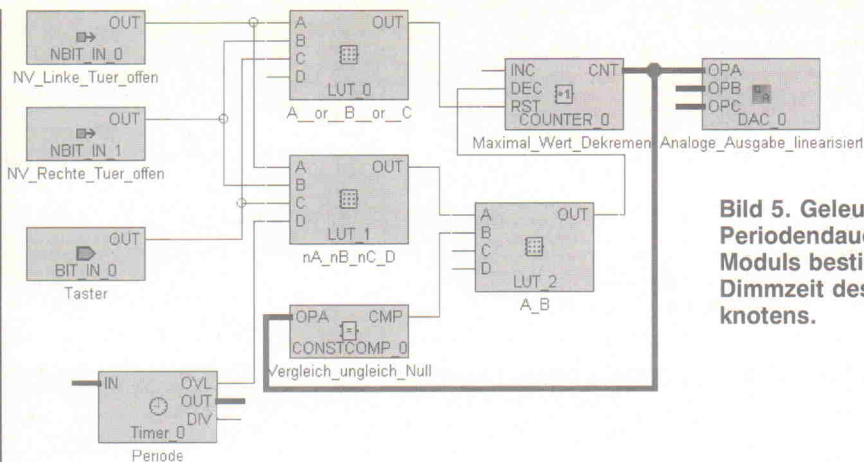 OUT
NBIT_IN_0
NV_Linke_Tuer_offen
OUT
NBIT_IN_1
NV_Rechte_Tuer_offen
OUT
BIT_IN_0
Taster
IN OVL
OUT
DIV
Timer_0
Periode
A OUT
B
C
D
LUT_0
A__or__B__or__C
A OUT
B
C
D
LUT_1
nA_nB_nC_D
OPA CMP
CONSTCOMP_0
Vergleich_ungleich_Null
A OUT
B
C
D
LUT_2
A_B
INC CNT
DEC
RST
COUNTER_0
Maximal_Wert_Dekremen
OPA
OPB
OPC
DAC_0
Analoge_Ausgabe_linearisiert
Bild 5. Geleu
Periodendaue
Moduls besti
Dimmzeit des
knotens.